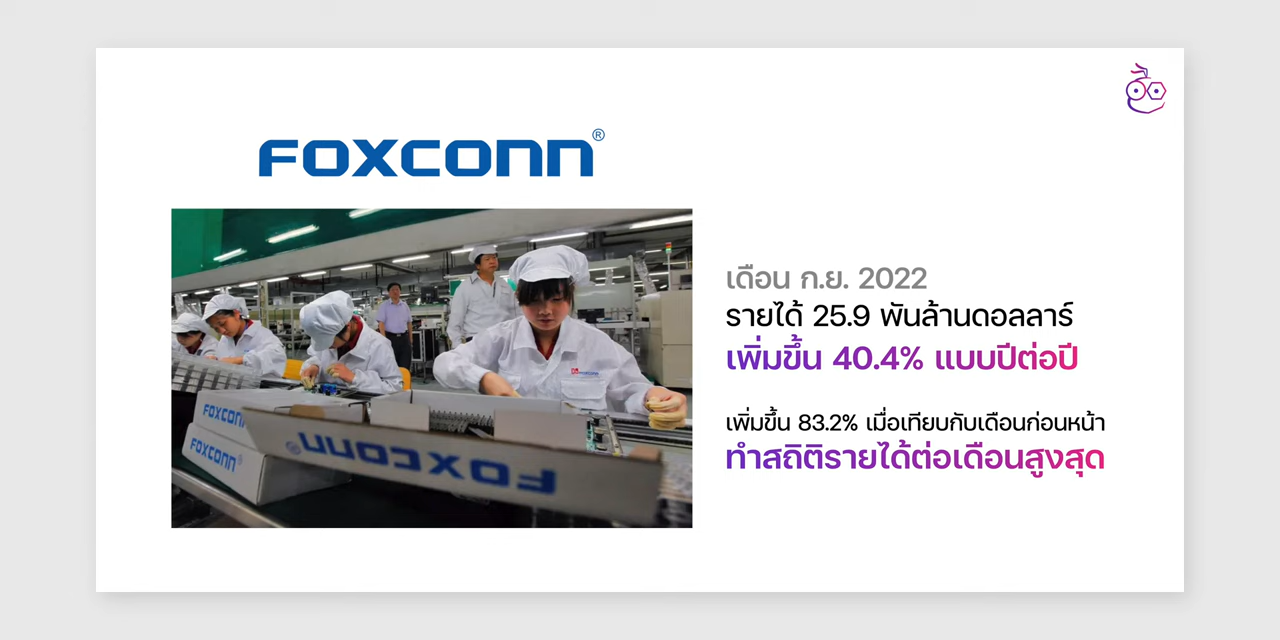 FOXCONN®
เดือน ก.ย. 2022
รายได้ 25.9 พันล้านดอลลาร์
เพิ่มขึ้น 40.4% แบบปีต่อปี
เพิ่มขึ้น 83.2% เมื่อเทียบกับเดือนก่อนหน้า
ทำสถิติรายได้ต่อเดือนสูงสุด
FOXCONN
FOXCONN®
FOXCONN®